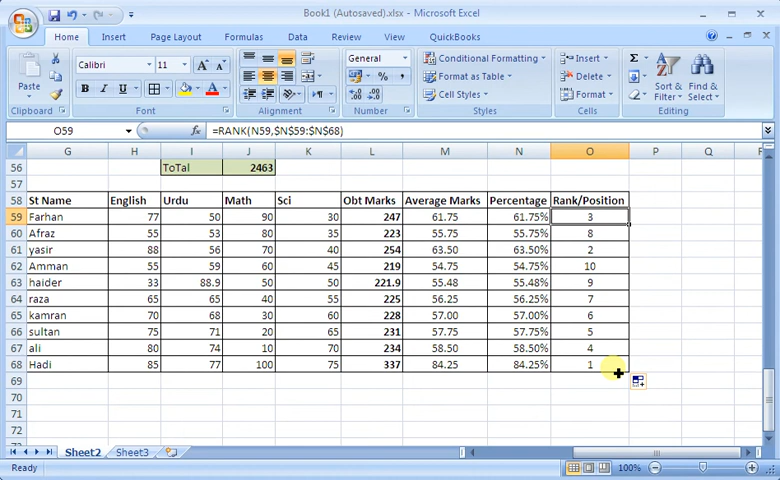 Book1 (Autosaved).xlsx - Microsoft Excel
Home Insert Page Layout Formulas Data Review View QuickBooks
Paste
Clipboard
Calibri 11
B I U
Font
Alignment
General
Number
Conditional Formatting
Format as Table
Cell Styles
Styles
Insert
Delete
Format
Cells
Sort & Filter
Find & Select
Editing
O59 fx =RANK(N59,$N$59:$N$68)
G H I J K L M N O P Q
56 ToTal 2463
57
58 St Name English Urdu Math Sci Obt Marks Average Marks Percentage Rank/Position
59 Farhan 77 50 90 30 247 61.75 61.75% 3
60 Afraz 55 53 80 35 223 55.75 55.75% 8
61 yasir 88 56 70 40 254 63.50 63.50% 2
62 Amman 55 59 60 45 219 54.75 54.75% 10
63 haider 33 88.9 50 50 221.9 55.48 55.48% 9
64 raza 65 65 40 55 225 56.25 56.25% 7
65 kamran 70 68 30 60 228 57.00 57.00% 6
66 sultan 75 71 20 65 231 57.75 57.75% 5
67 ali 80 74 10 70 234 58.50 58.50% 4
68 Hadi 85 77 100 75 337 84.25 84.25% 1
69
70
71
72
Sheet2 Sheet3
Ready 100%